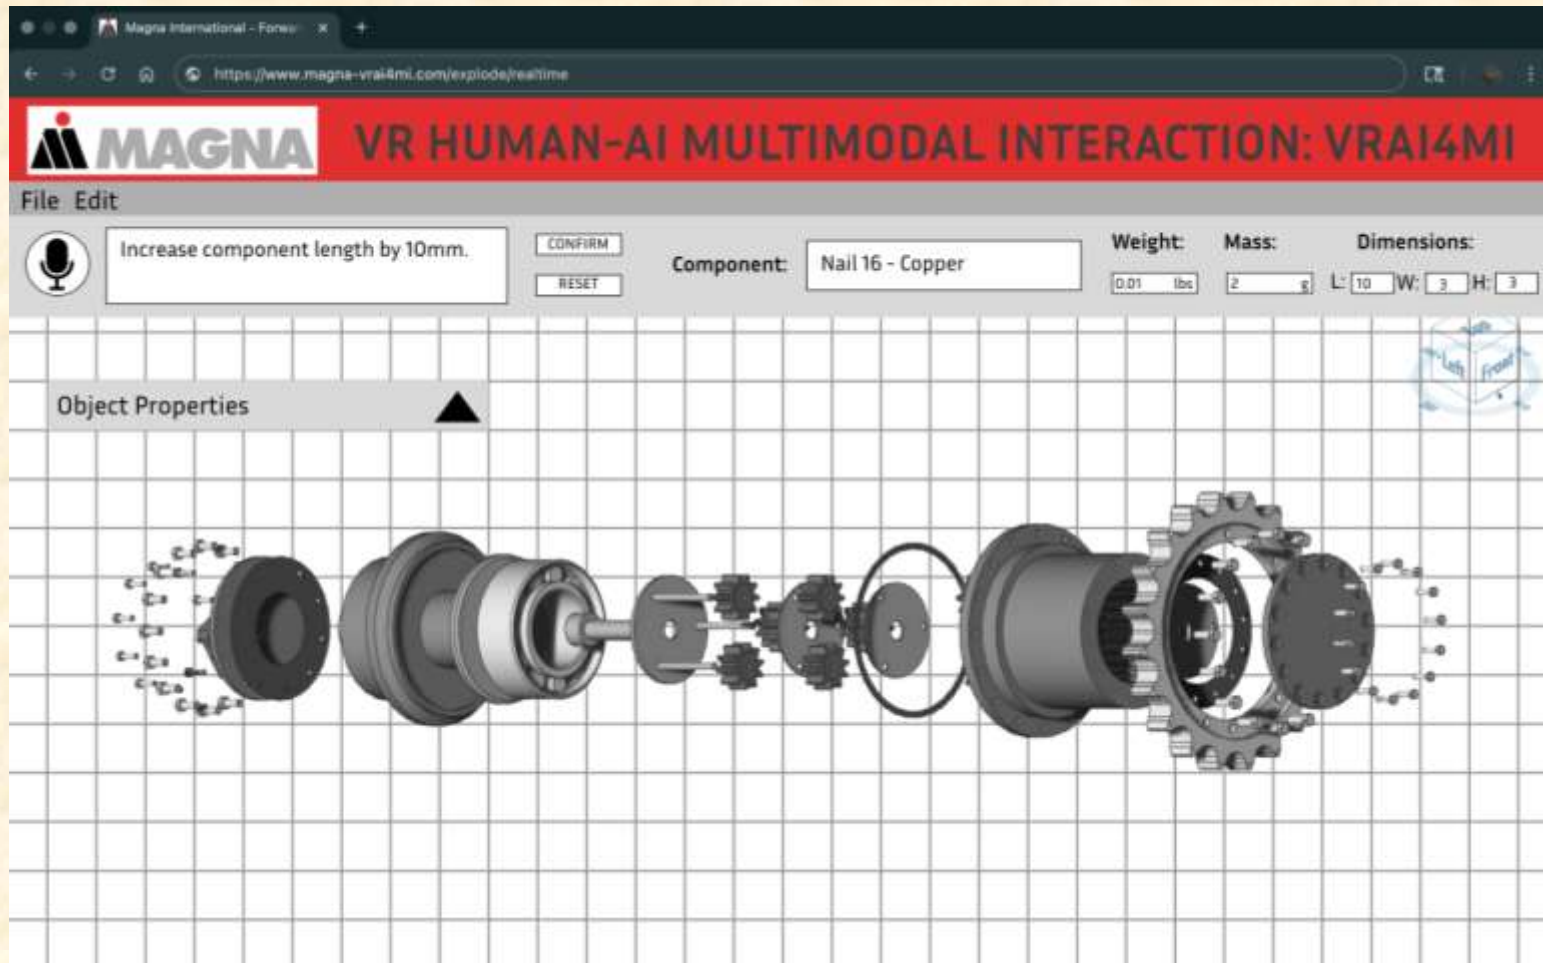 Magna International - Forwa
https://www.magna-vrai4mi.com/explode/realtime
MAGNA
VR HUMAN-AI MULTIMODAL INTERACTION: VRAI4MI
File Edit
Increase component length by 10mm.
CONFIRM
RESET
Component:
Nail 16 - Copper
Weight:
0.01 lbs
Mass:
2 g
Dimensions:
L: 10 W: 3 H: 3
Left
Front
Object Properties